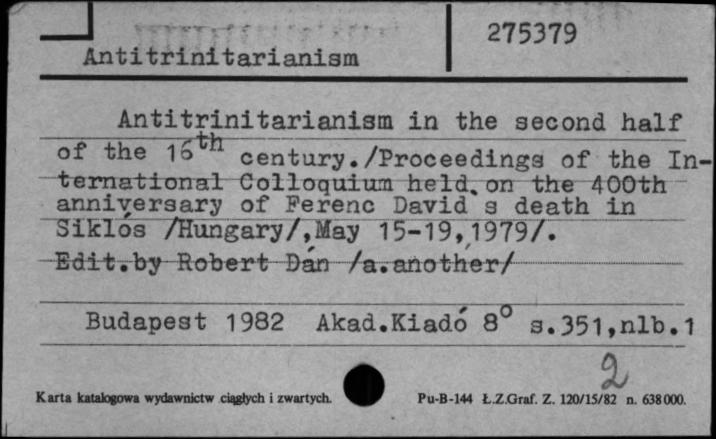 275379
Antitrinitarianism
Antitrinitarianism in the second half
of the 16th century./Proceedings of the In-
ternational Colloquium held.on the 400th
anniversary of Ferenc David s death in
Siklós /Hungary/,May 15-19,1979/.
Edit.by Robert Dán /a.another/
Budapest 1982 Akad.Kiadó 8° s.351,nlb.1
2
Karta katalogowa wydawnictw ciągłych i zwartych.
Pu-B-144 Ł.Z.Graf. Z. 120/15/82 n. 638000.